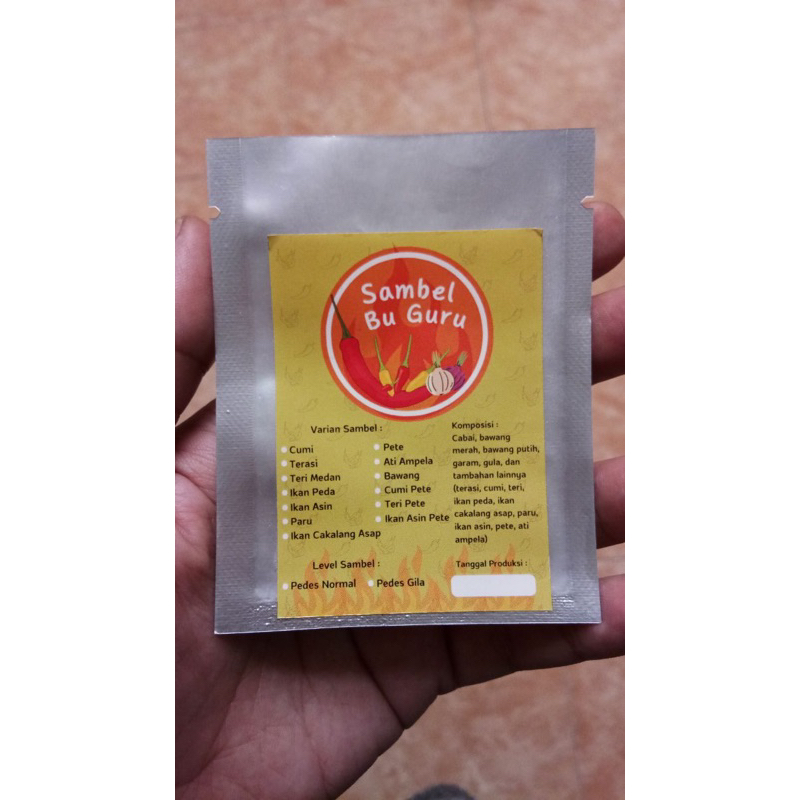 Sambel
Bu Guru
Varian Sambel :
Cumi
Terasi
Teri Medan
Ikan Peda
Ikan Asin
Paru
Ikan Cakalang Asap
Pete
Ati Ampela
Bawang
Cumi Pete
Teri Pete
Ikan Asin Pete
Komposisi :
Cabai, bawang
merah, bawang putih,
garam, gula, dan
tambahan lainnya
(terasi, cumi, teri,
ikan peda, ikan
cakalang asap, paru,
ikan asin, pete, ati
ampela)
Level Sambel :
Pedes Normal
Pedes Gila
Tanggal Produksi :